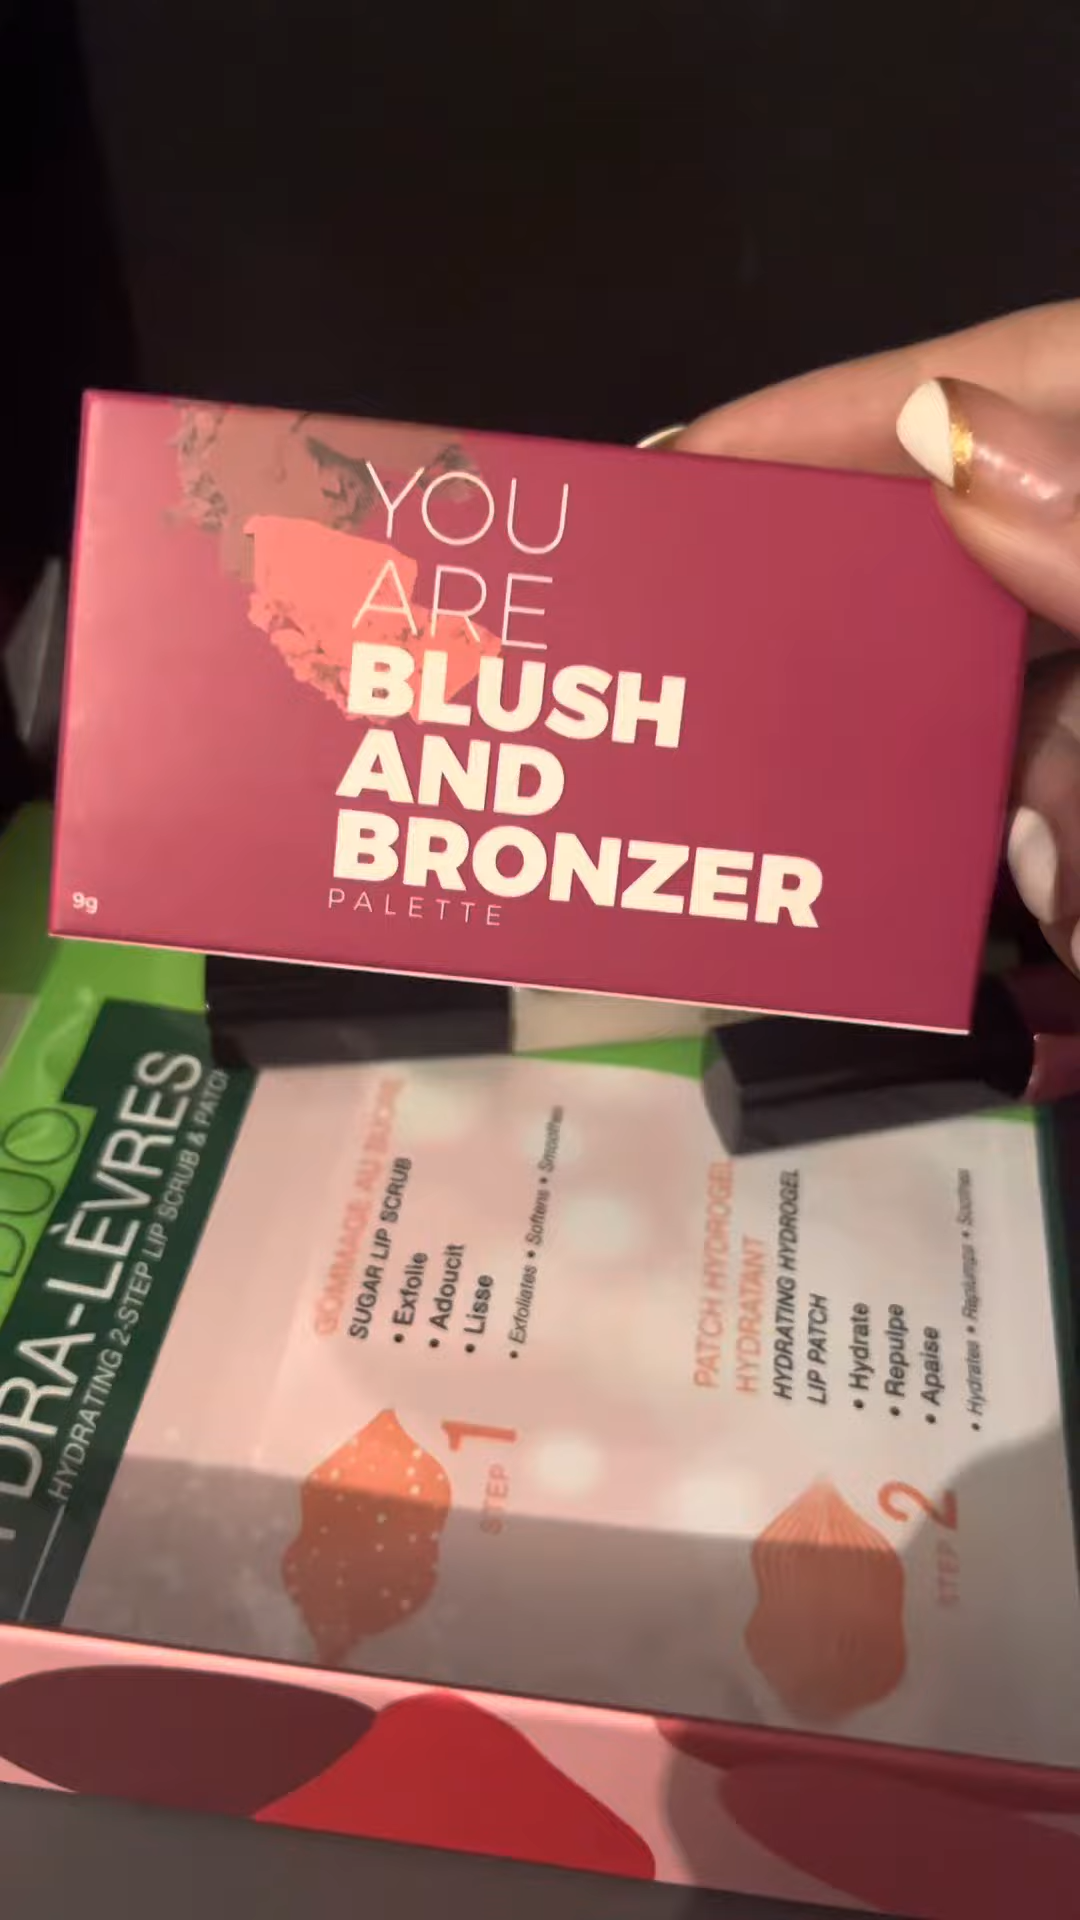 YOU
ARE
BLUSH
AND
BRONZER
PALETTE
9g
DUO
DRA-LÈVRES
HYDRATING 2-STEP LIP SCRUB & PATCH
GOMMAGE AU SUCRE
SUGAR LIP SCRUB
• Exfolie
• Adoucit
• Lisse
• Exfoliates • Softens • Smoothes
STEP 1
PATCH HYDROGEL
HYDRATANT
HYDRATING HYDROGEL
LIP PATCH
• Hydrate
• Repulpe
• Apaise
• Hydrates • Replumps • Soothes
STEP 2